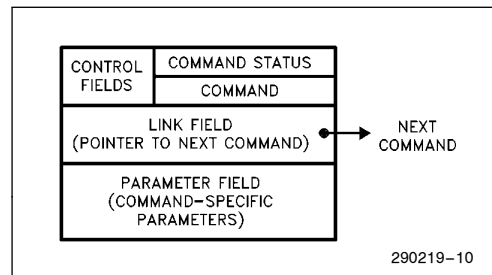 CONTROL
FIELDS
COMMAND STATUS
COMMAND
LINK FIELD
(POINTER TO NEXT COMMAND)
NEXT
COMMAND
PARAMETER FIELD
(COMMAND-SPECIFIC
PARAMETERS)
290219-10